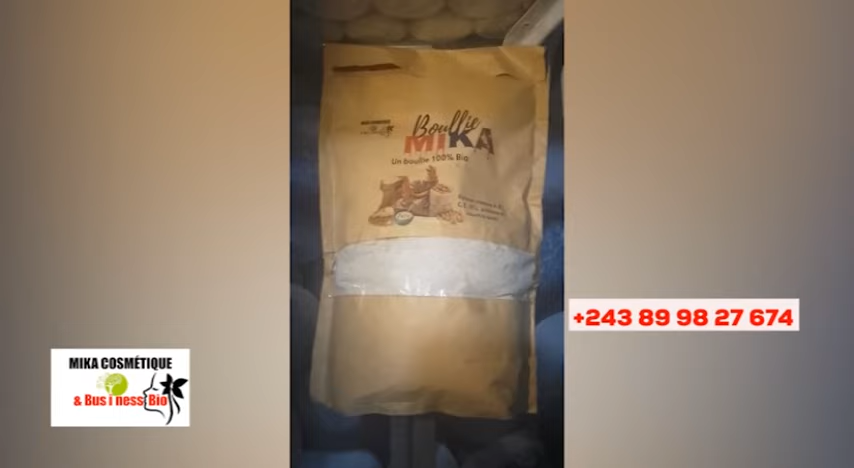 Bouillie
MIKA
Un bouillie 100% Bio
+243 89 98 27 674
MIKA COSMÉTIQUE
& Bus i ness Bio